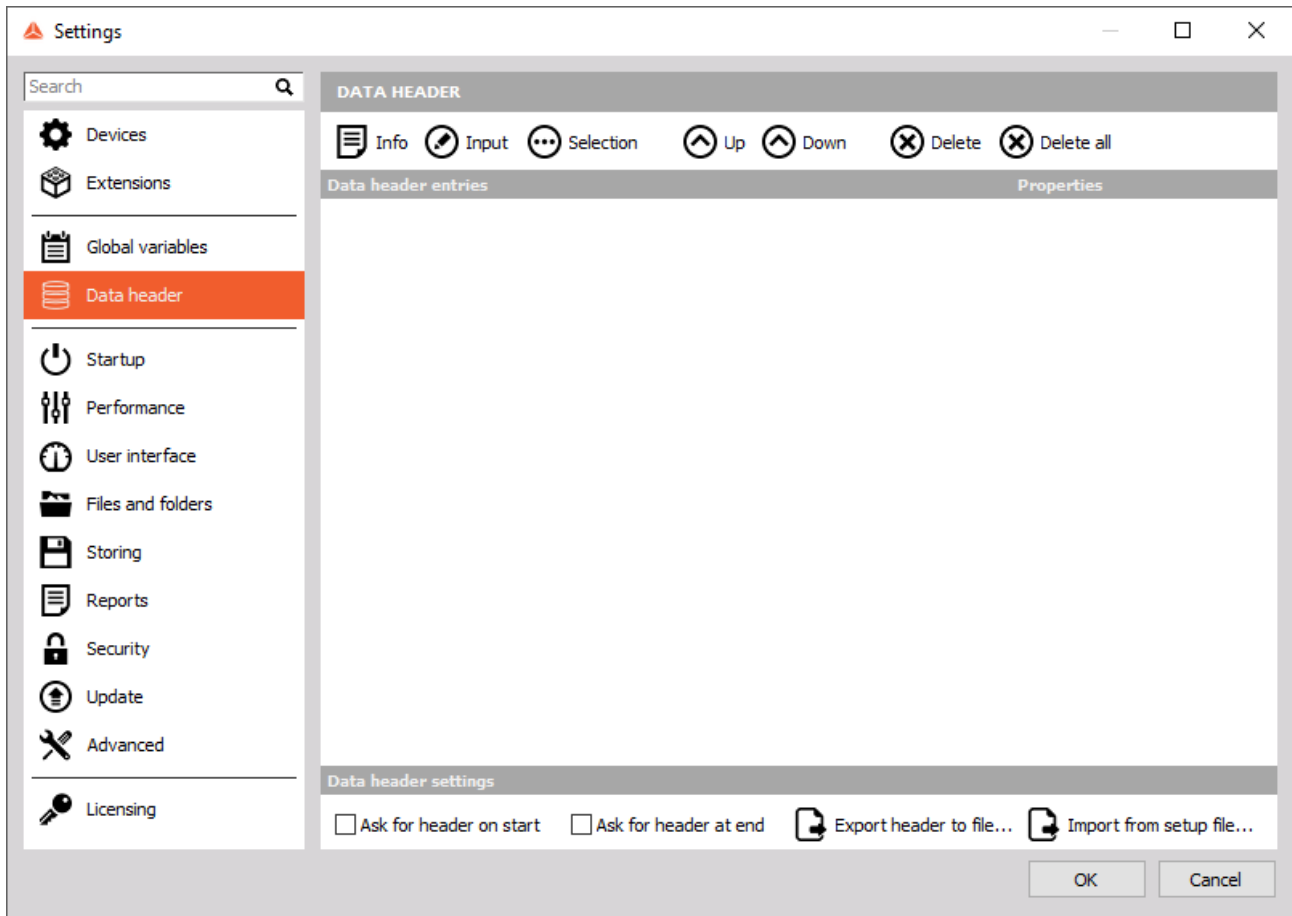 Settings
Search
DATA HEADER
Devices
Extensions
Global variables
Data header
Startup
Performance
User interface
Files and folders
Storing
Reports
Security
Update
Advanced
Licensing
Info Input Selection Up Down Delete Delete all
Data header entries Properties
Data header settings
Ask for header on start Ask for header at end Export header to file... Import from setup file...
OK Cancel